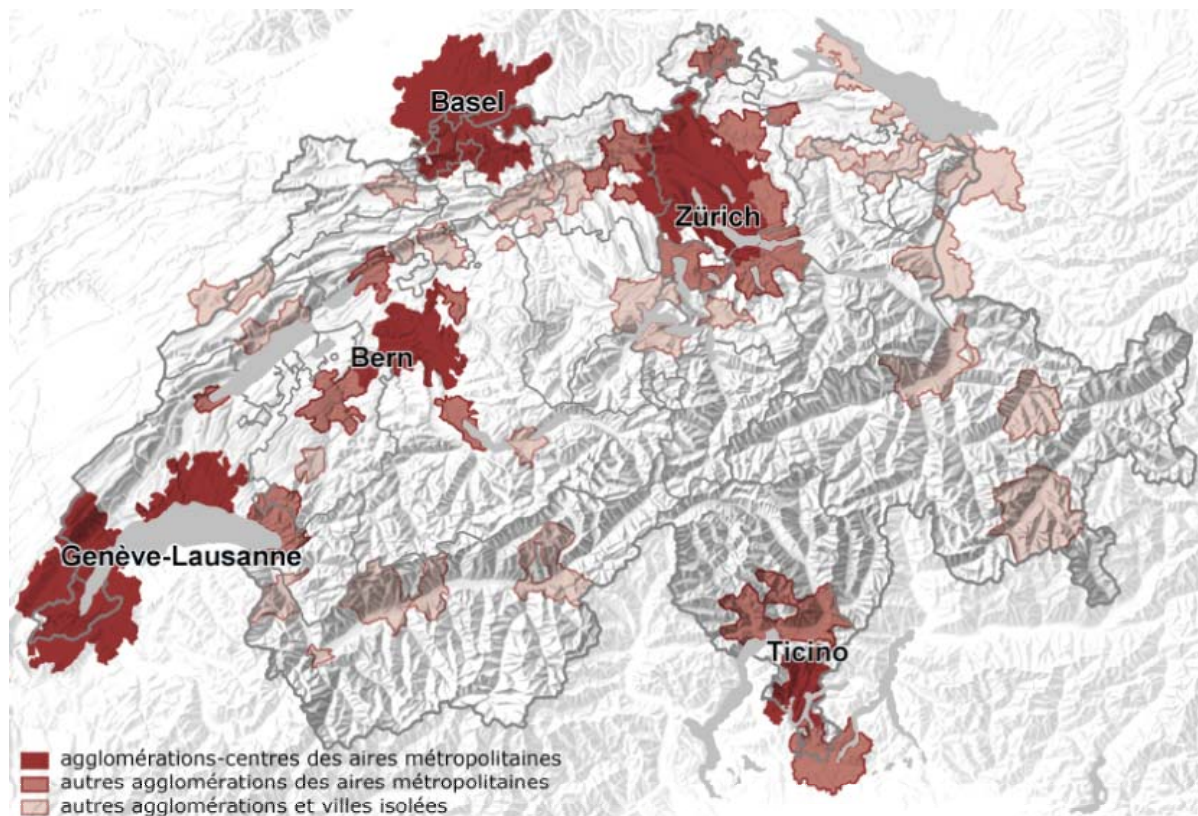 Basel
Zürich
Bern
Genève-Lausanne
Ticino
agglomérations-centres des aires métropolitaines
autres agglomérations des aires métropolitaines
autres agglomérations et villes isolées